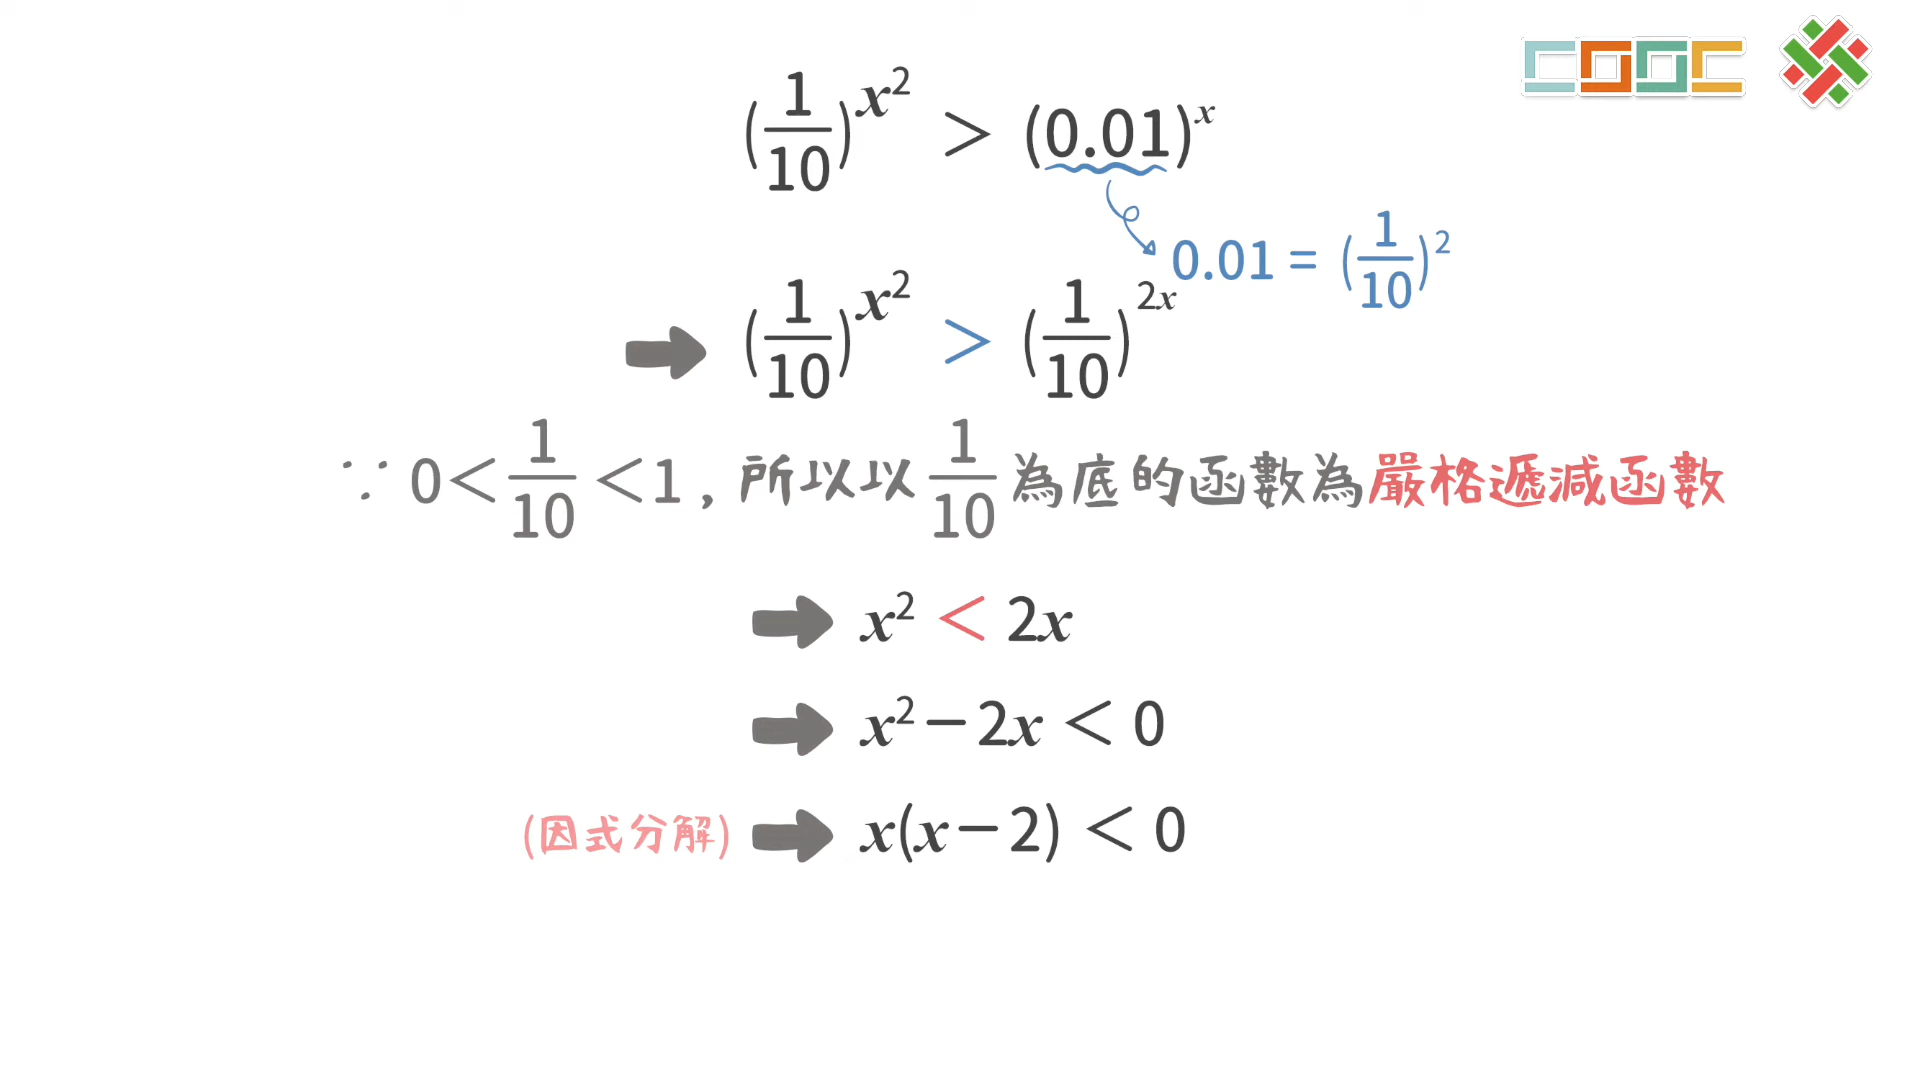 COOC
(1/10)^x² > (0.01)^x
0.01 = (1/10)²
(1/10)^x² > (1/10)^2x
∵ 0 < 1/10 < 1 , 所以以 1/10 為底的函數為嚴格遞減函數
x² < 2x
x² − 2x < 0
(因式分解) x(x − 2) < 0